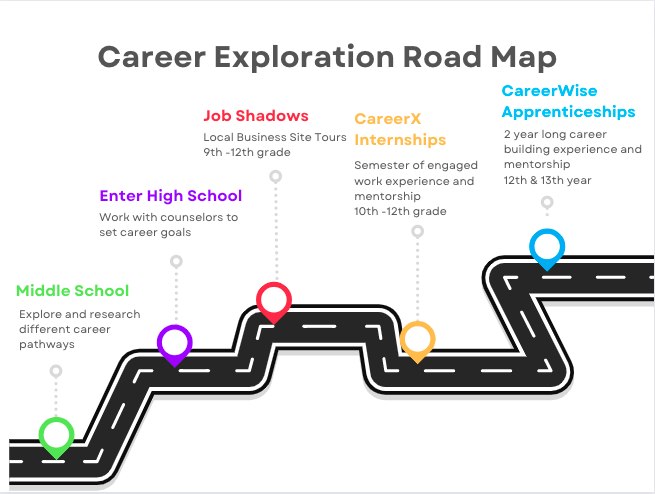 Career Exploration Road Map
CareerWise
Apprenticeships
2 year long career
building experience and
mentorship
12th & 13th year
Job Shadows
Local Business Site Tours
9th -12th grade
CareerX
Internships
Semester of engaged
work experience and
mentorship
10th -12th grade
Enter High School
Work with counselors to
set career goals
Middle School
Explore and research
different career
pathways